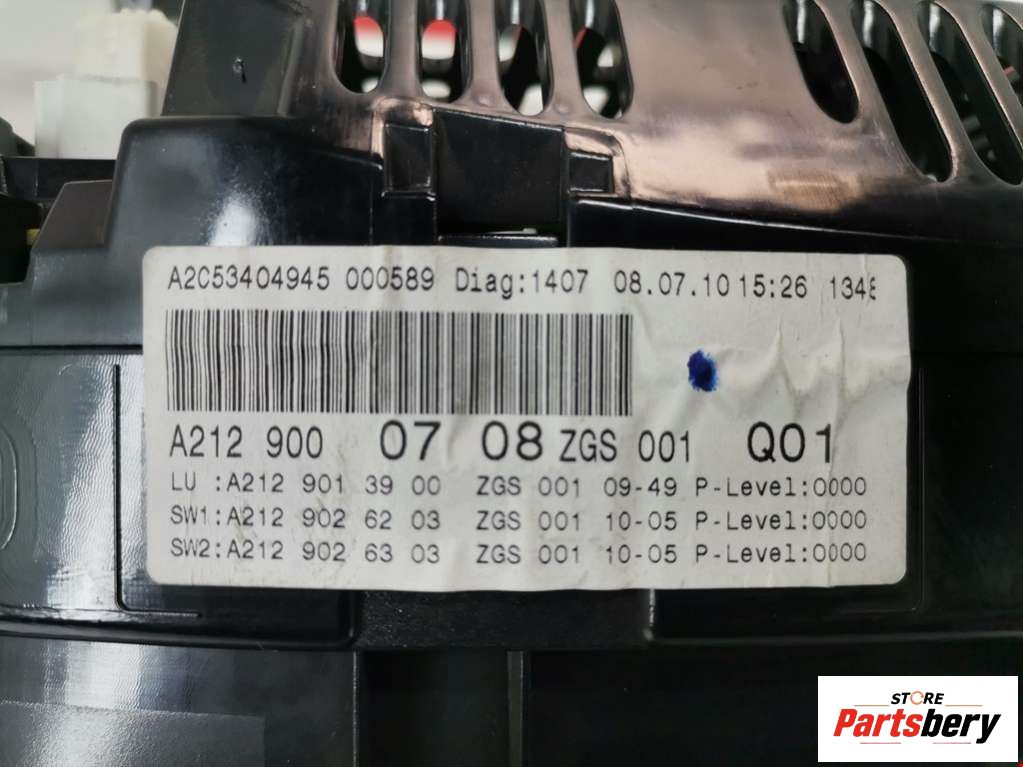 A2C53404945 000589 Diag:1407 08.07.10 15:26
A212 900 07 08 ZGS 001 Q01
LU :A212 901 39 00 ZGS 001 09-49 P-Level:0000
SW1:A212 902 62 03 ZGS 001 10-05 P-Level:0000
SW2:A212 902 63 03 ZGS 001 10-05 P-Level:0000
STORE
Partsbery